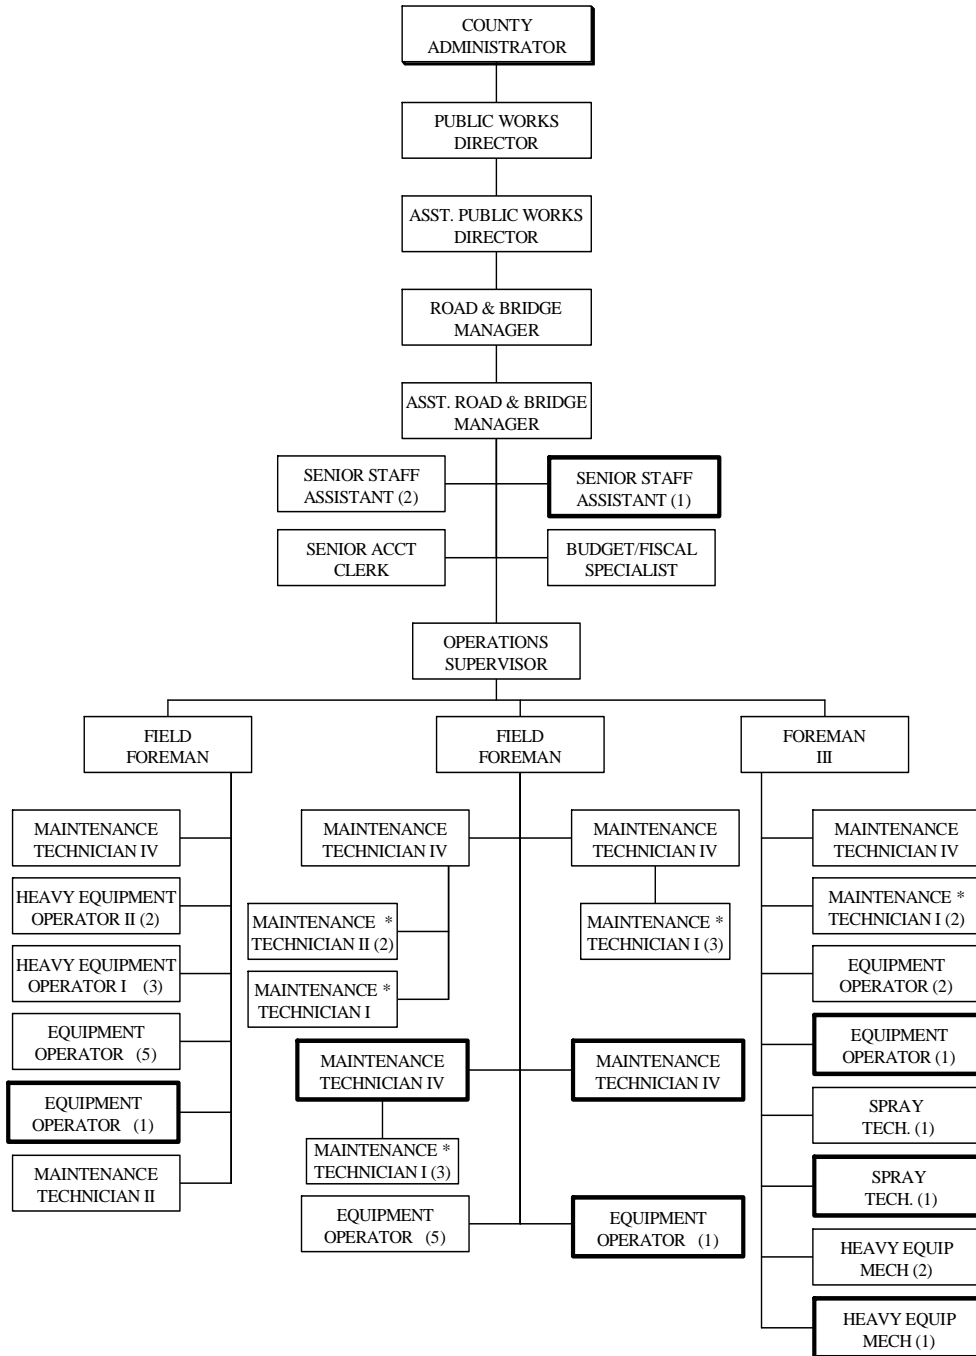 COUNTY
ADMINISTRATOR
PUBLIC WORKS
DIRECTOR
ASST. PUBLIC WORKS
DIRECTOR
ROAD & BRIDGE
MANAGER
ASST. ROAD & BRIDGE
MANAGER
SENIOR STAFF
ASSISTANT (2)
SENIOR STAFF
ASSISTANT (1)
SENIOR ACCT
CLERK
BUDGET/FISCAL
SPECIALIST
OPERATIONS
SUPERVISOR
FIELD
FOREMAN
MAINTENANCE
TECHNICIAN IV
HEAVY EQUIPMENT
OPERATOR II (2)
HEAVY EQUIPMENT
OPERATOR I (3)
EQUIPMENT
OPERATOR (5)
EQUIPMENT
OPERATOR (1)
MAINTENANCE
TECHNICIAN II
FIELD
FOREMAN
MAINTENANCE
TECHNICIAN IV
MAINTENANCE *
TECHNICIAN II (2)
MAINTENANCE *
TECHNICIAN I
MAINTENANCE
TECHNICIAN IV
MAINTENANCE *
TECHNICIAN I (3)
MAINTENANCE
TECHNICIAN IV
MAINTENANCE *
TECHNICIAN I (3)
MAINTENANCE
TECHNICIAN IV
EQUIPMENT
OPERATOR (5)
EQUIPMENT
OPERATOR (1)
FOREMAN
III
MAINTENANCE
TECHNICIAN IV
MAINTENANCE *
TECHNICIAN I (2)
EQUIPMENT
OPERATOR (2)
EQUIPMENT
OPERATOR (1)
SPRAY
TECH. (1)
SPRAY
TECH. (1)
HEAVY EQUIP
MECH (2)
HEAVY EQUIP
MECH (1)